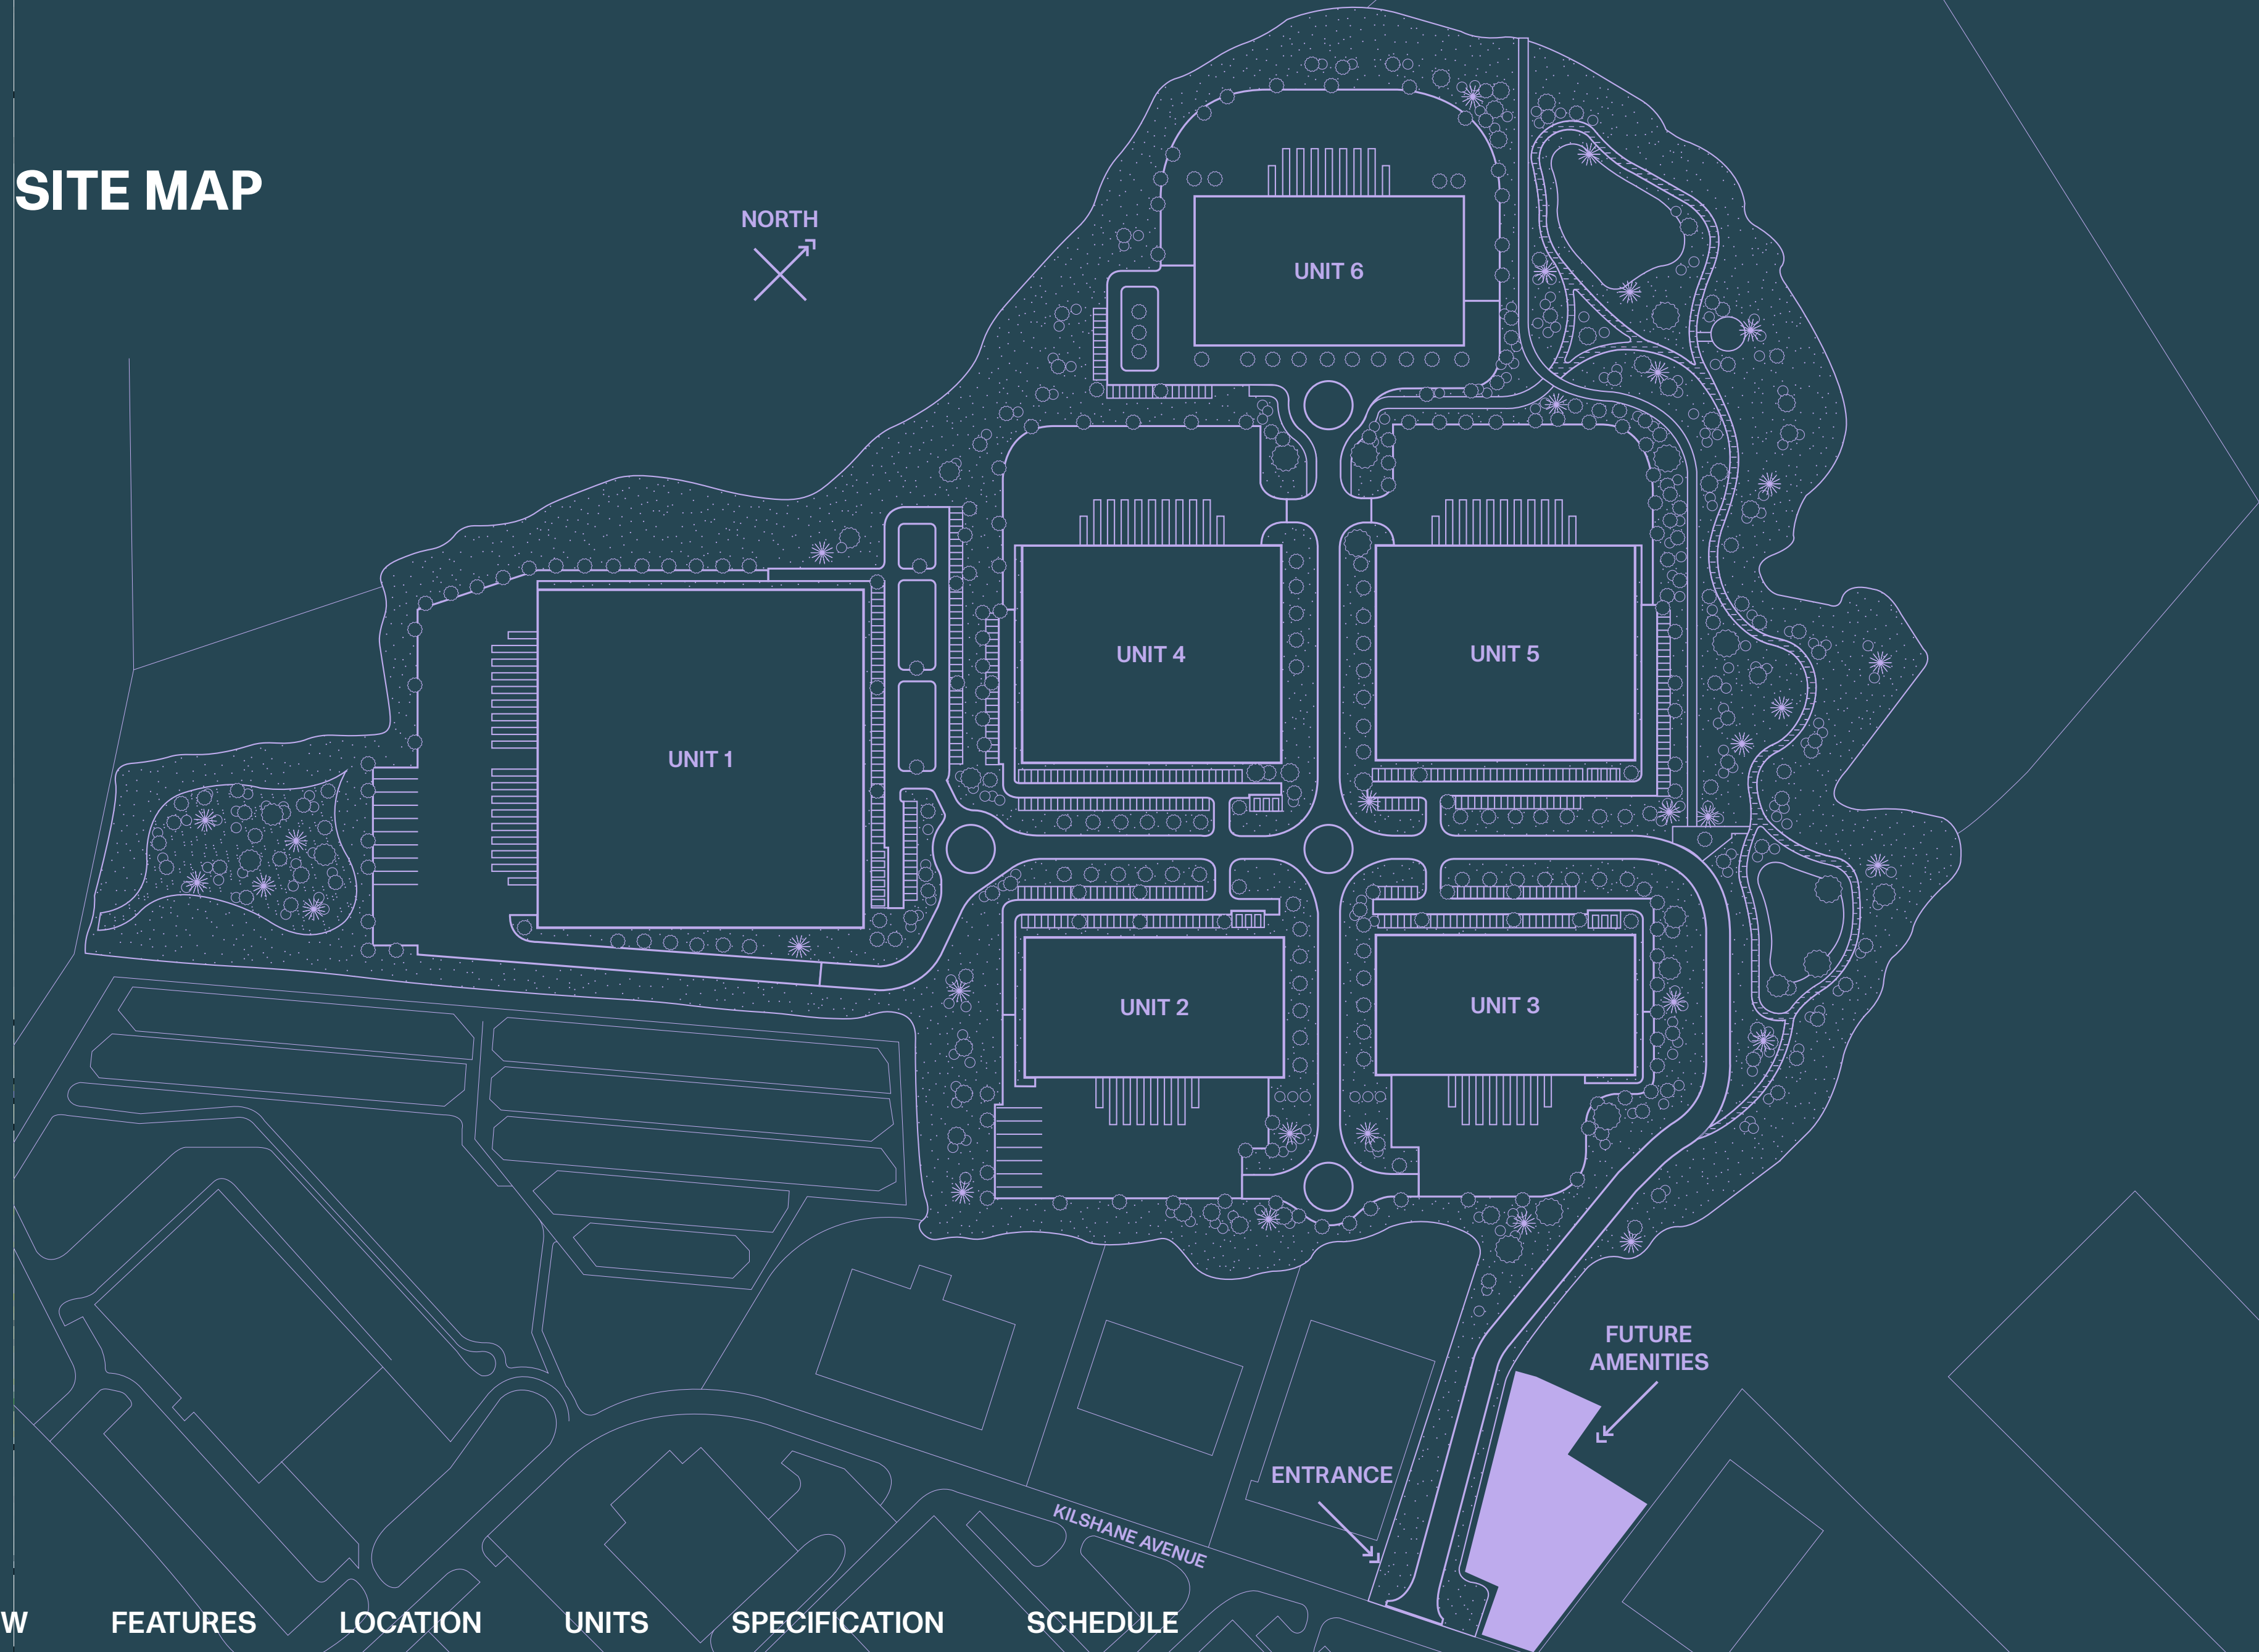 SITE MAP
NORTH
UNIT 6
UNIT 4
UNIT 5
UNIT 1
UNIT 2
UNIT 3
FUTURE
AMENITIES
ENTRANCE
KILSHANE AVENUE
W FEATURES LOCATION UNITS SPECIFICATION SCHEDULE